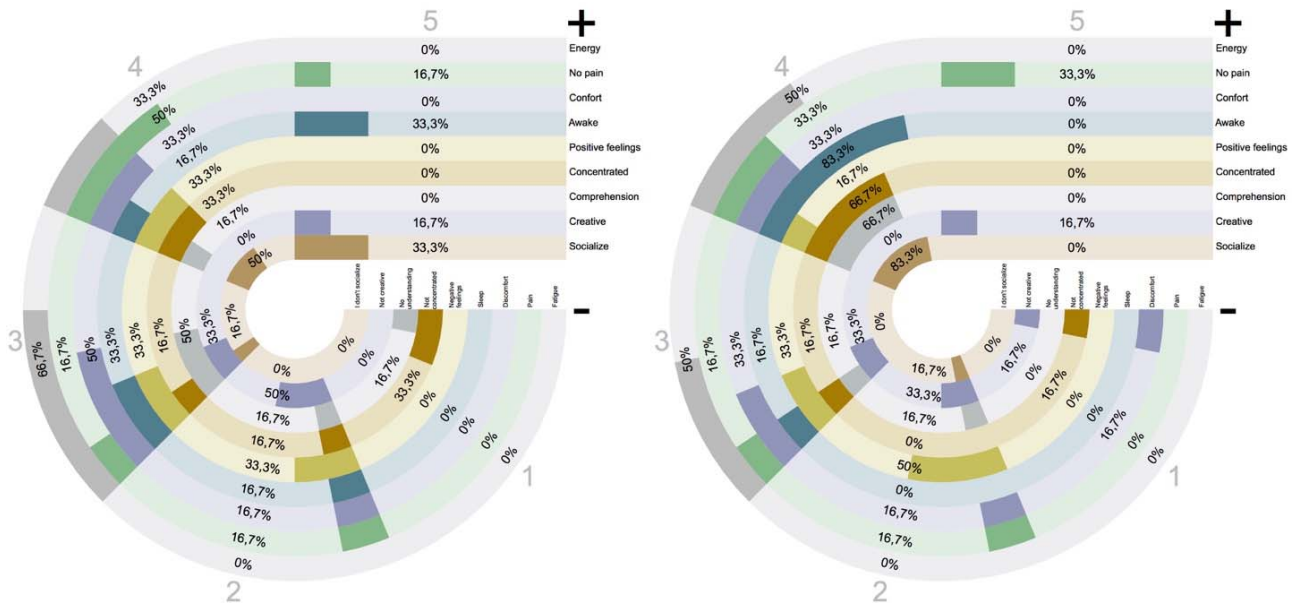 5
+
0% Energy
16,7% No pain
0% Confort
33,3% Awake
0% Positive feelings
0% Concentrated
0% Comprehension
16,7% Creative
33,3% Socialize
4
33,3%
50%
33,3%
16,7%
33,3%
33,3%
16,7%
0%
50%
I don't socialize
Not creative
No understanding
Not concentrated
Negative feelings
Sleep
Discomfort
Pain
Fatigue
-
3
66,7%
16,7%
50%
33,3%
33,3%
16,7%
50%
33,3%
16,7%
0%
50%
16,7%
16,7%
33,3%
16,7%
16,7%
16,7%
0%
2
0%
0%
16,7%
33,3%
0%
0%
0%
0%
0%
1
5
+
0% Energy
33,3% No pain
0% Confort
0% Awake
0% Positive feelings
0% Concentrated
0% Comprehension
16,7% Creative
0% Socialize
4
50%
33,3%
33,3%
83,3%
16,7%
66,7%
66,7%
0%
83,3%
I don't socialize
Not creative
No understanding
Not concentrated
Negative feelings
Sleep
Discomfort
Pain
Fatigue
-
3
50%
16,7%
33,3%
16,7%
33,3%
16,7%
16,7%
33,3%
0%
16,7%
33,3%
16,7%
0%
50%
0%
16,7%
16,7%
0%
2
0%
16,7%
0%
16,7%
0%
0%
16,7%
0%
0%
1